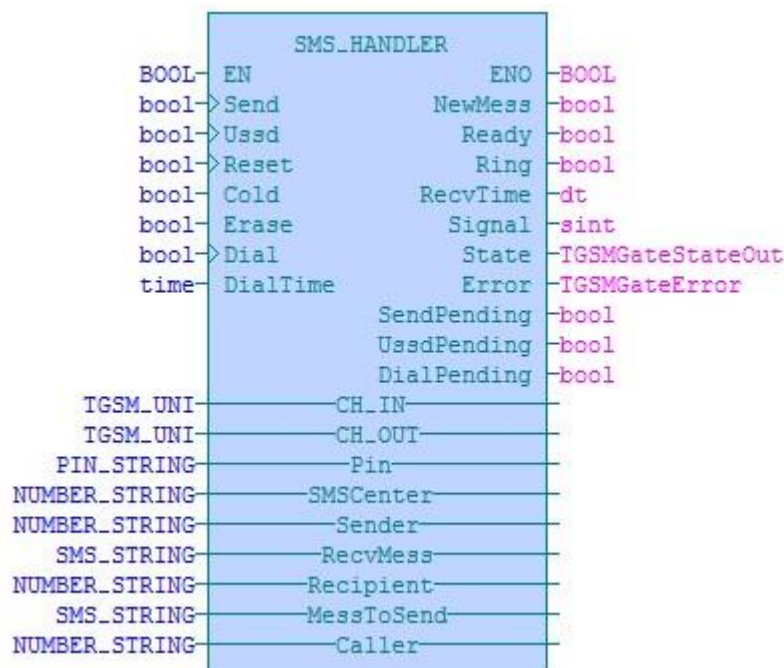 SMS_HANDLER
BOOL EN ENO BOOL
bool Send NewMess bool
bool Ussd Ready bool
bool Reset Ring bool
bool Cold RecvTime dt
bool Erase Signal sint
bool Dial State TGSMGateStateOut
time DialTime Error TGSMGateError
SendPending bool
UssdPending bool
DialPending bool
TGSM_UNI CH_IN
TGSM_UNI CH_OUT
PIN_STRING Pin
NUMBER_STRING SMSCenter
NUMBER_STRING Sender
SMS_STRING RecvMess
NUMBER_STRING Recipient
SMS_STRING MessToSend
NUMBER_STRING Caller